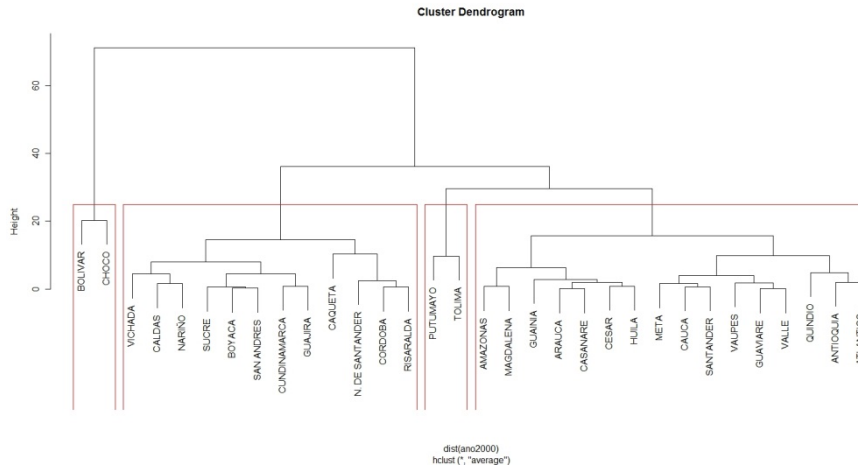 Cluster Dendrogram
Height
60
40
20
0
BOLIVAR
CHOCO
VICHADA
CALDAS
NARIÑO
SUCRE
BOYACA
SAN ANDRES
CUNDINAMARCA
GUAJIRA
CAQUETA
N. DE SANTANDER
CORDOBA
RISARALDA
PUTUMAYO
TOLIMA
AMAZONAS
MAGDALENA
GUAINIA
ARAUCA
CASANARE
CESAR
HUILA
META
CAUCA
SANTANDER
VAUPES
GUAVIARE
VALLE
QUINDIO
ANTIOQUIA
dist(ano2000)
hclust (*, "average")